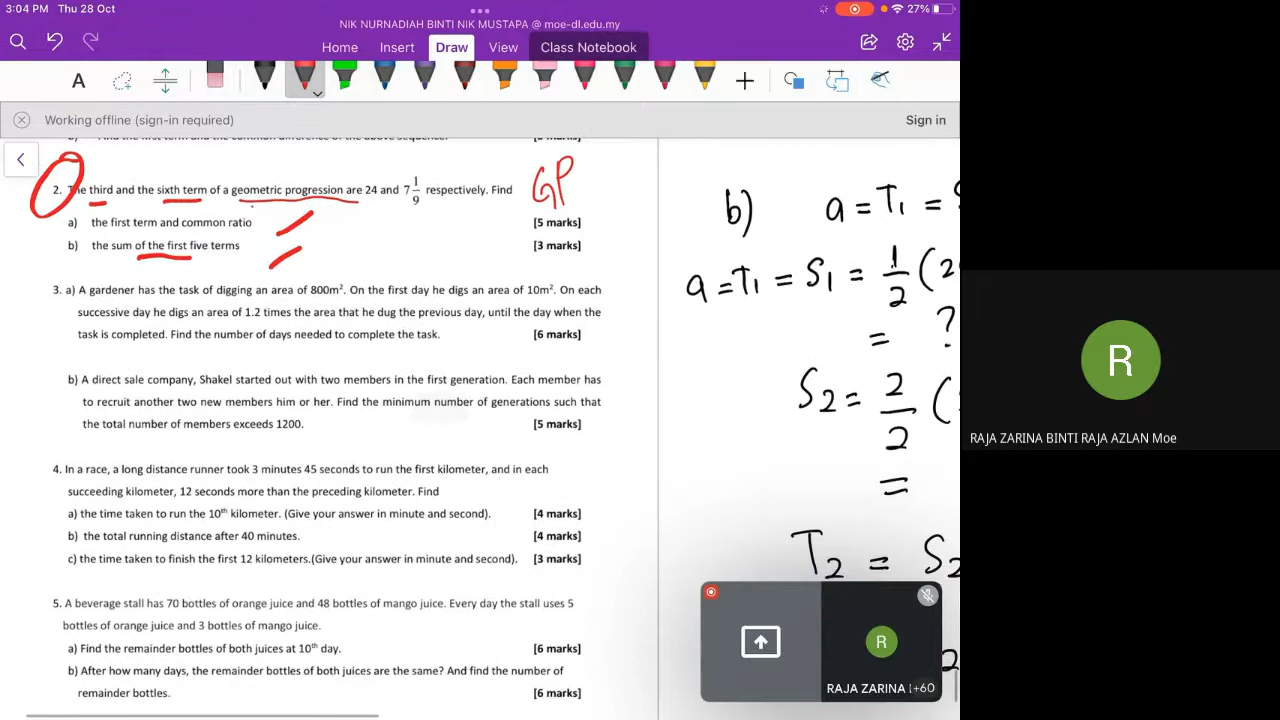 3:04 PM Thu 28 Oct
27%
NIK NURNADIAH BINTI NIK MUSTAPA @ moe-dl.edu.my
Home Insert Draw View Class Notebook
A
Working offline (sign-in required) Sign in
2. The third and the sixth term of a geometric progression are 24 and 7 1/9 respectively. Find GP
a) the first term and common ratio [5 marks]
b) the sum of the first five terms [3 marks]
3. a) A gardener has the task of digging an area of 800m². On the first day he digs an area of 10m². On each
successive day he digs an area of 1.2 times the area that he dug the previous day, until the day when the
task is completed. Find the number of days needed to complete the task. [6 marks]
b) A direct sale company, Shakel started out with two members in the first generation. Each member has
to recruit another two new members him or her. Find the minimum number of generations such that
the total number of members exceeds 1200. [5 marks]
4. In a race, a long distance runner took 3 minutes 45 seconds to run the first kilometer, and in each
succeeding kilometer, 12 seconds more than the preceding kilometer. Find
a) the time taken to run the 10th kilometer. (Give your answer in minute and second). [4 marks]
b) the total running distance after 40 minutes. [4 marks]
c) the time taken to finish the first 12 kilometers.(Give your answer in minute and second). [3 marks]
5. A beverage stall has 70 bottles of orange juice and 48 bottles of mango juice. Every day the stall uses 5
bottles of orange juice and 3 bottles of mango juice.
a) Find the remainder bottles of both juices at 10th day. [6 marks]
b) After how many days, the remainder bottles of both juices are the same? And find the number of
remainder bottles. [6 marks]
b) a = T1 =
a = T1 = S1 = 1/2 (2
= ?
S2 = 2/2 (
=
T2 = S2
R
RAJA ZARINA +60
R
RAJA ZARINA BINTI RAJA AZLAN Moe